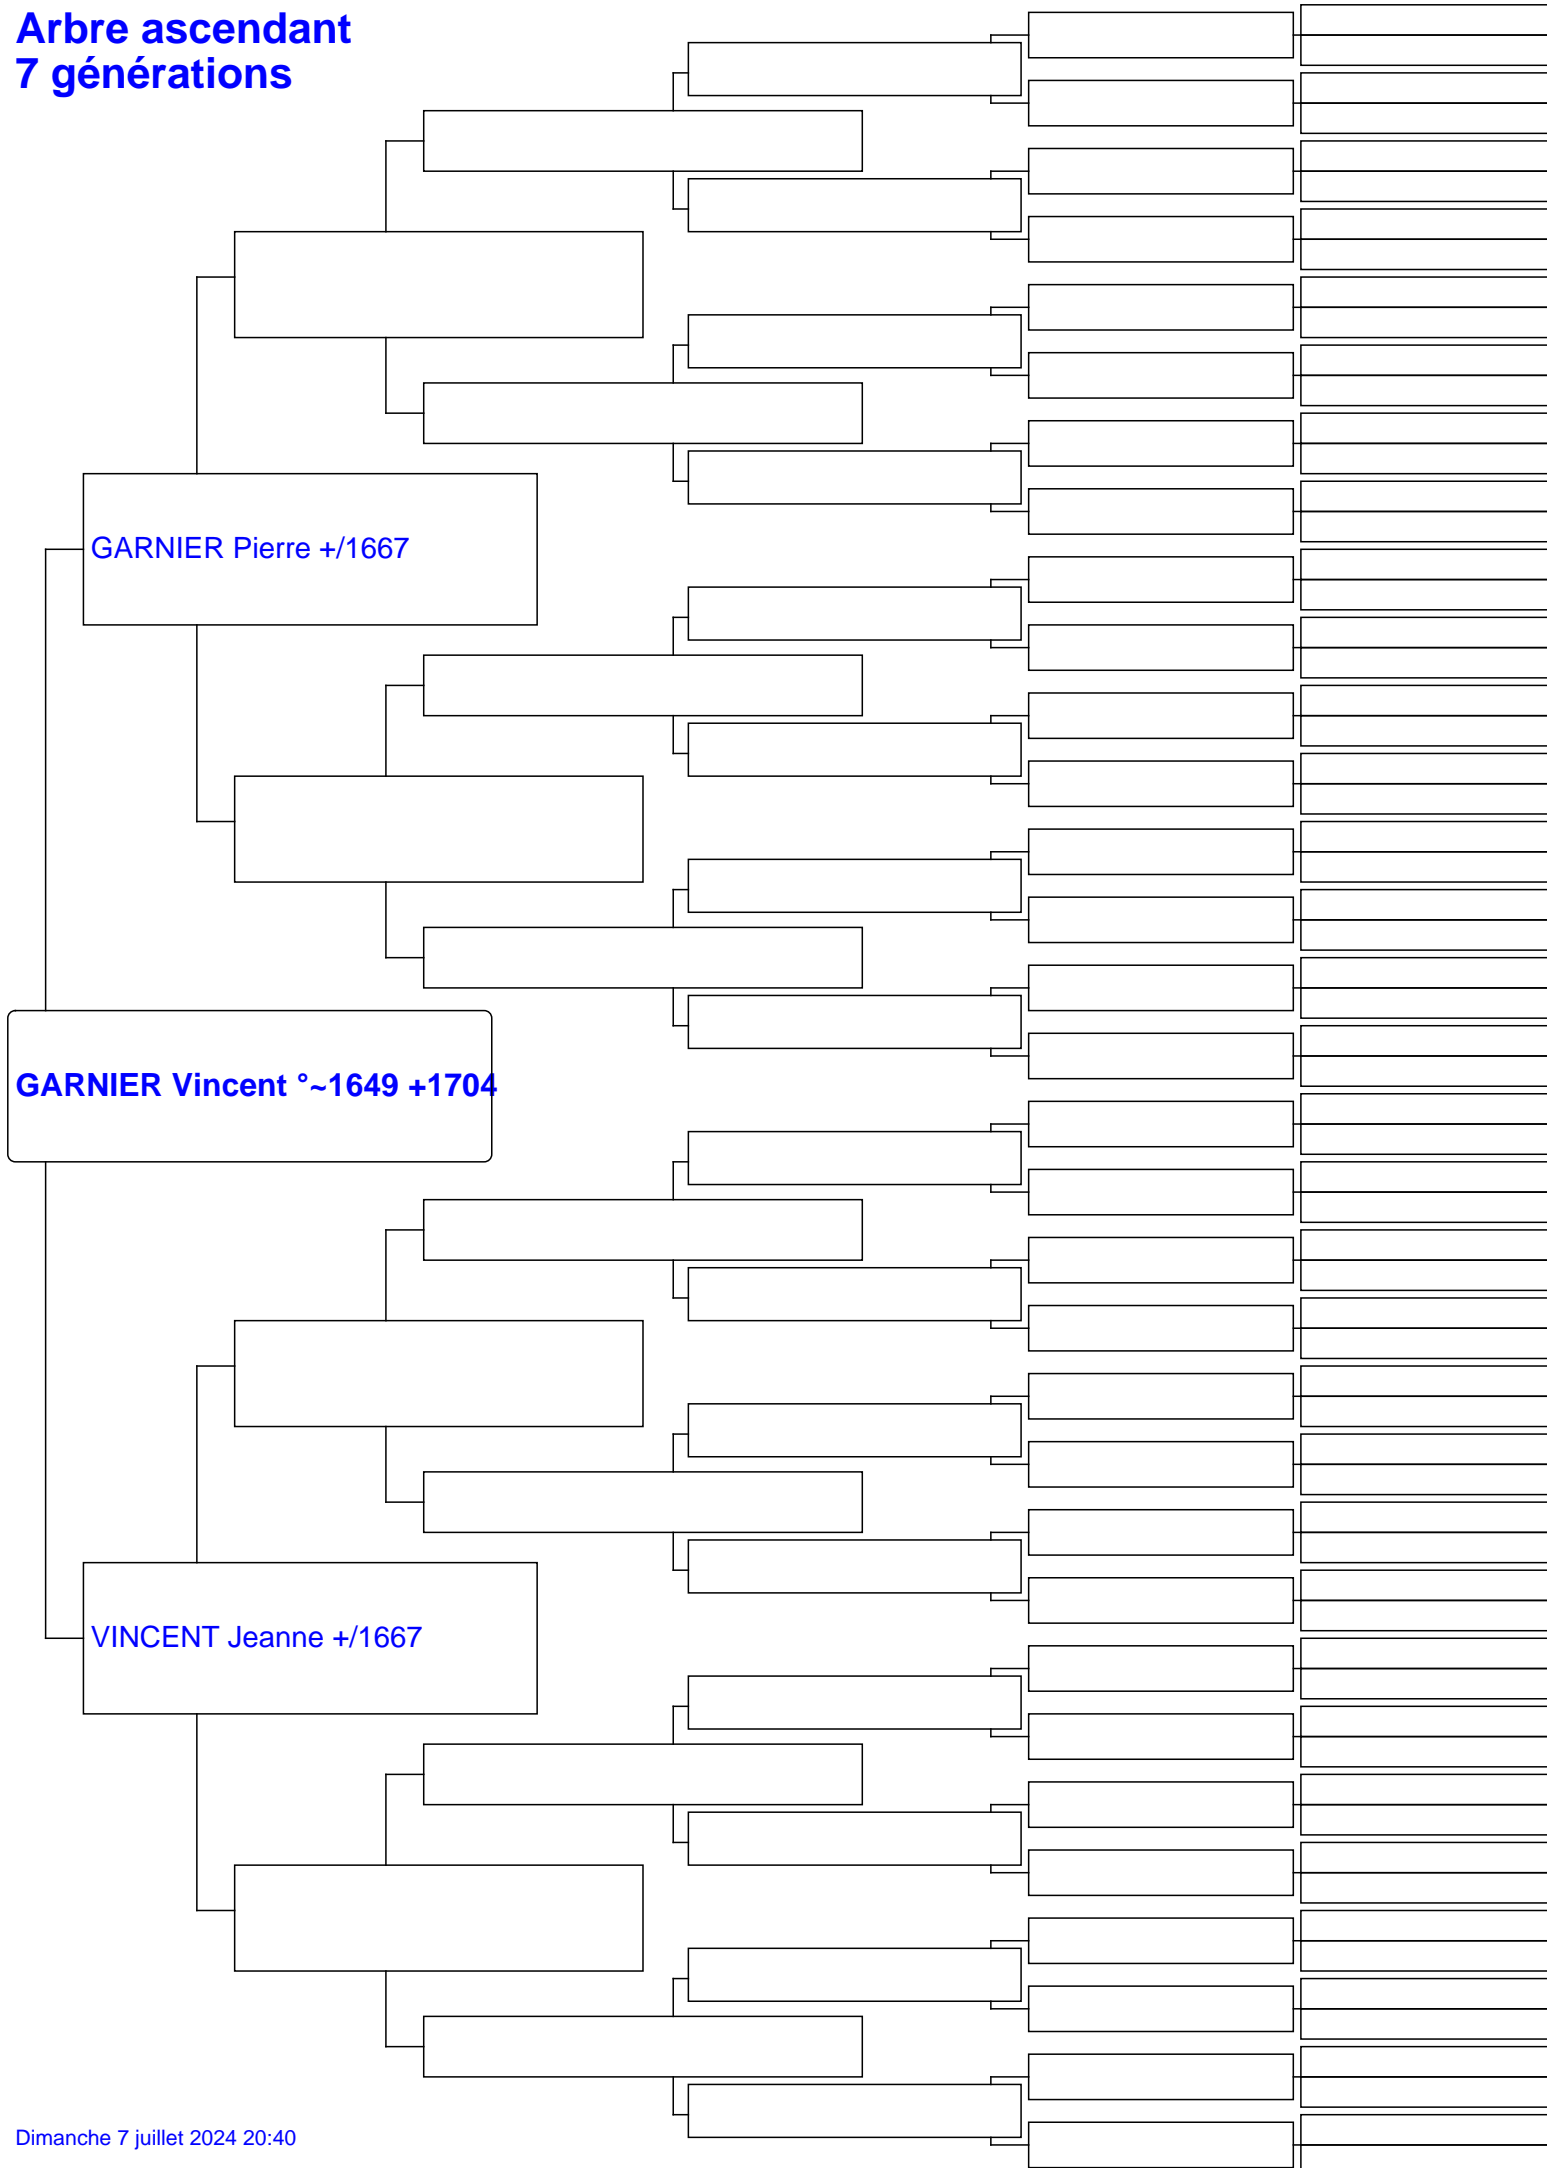 Arbre ascendant
7 générations
GARNIER Pierre +/1667
GARNIER Vincent °~1649 +1704
VINCENT Jeanne +/1667
Dimanche 7 juillet 2024 20:40